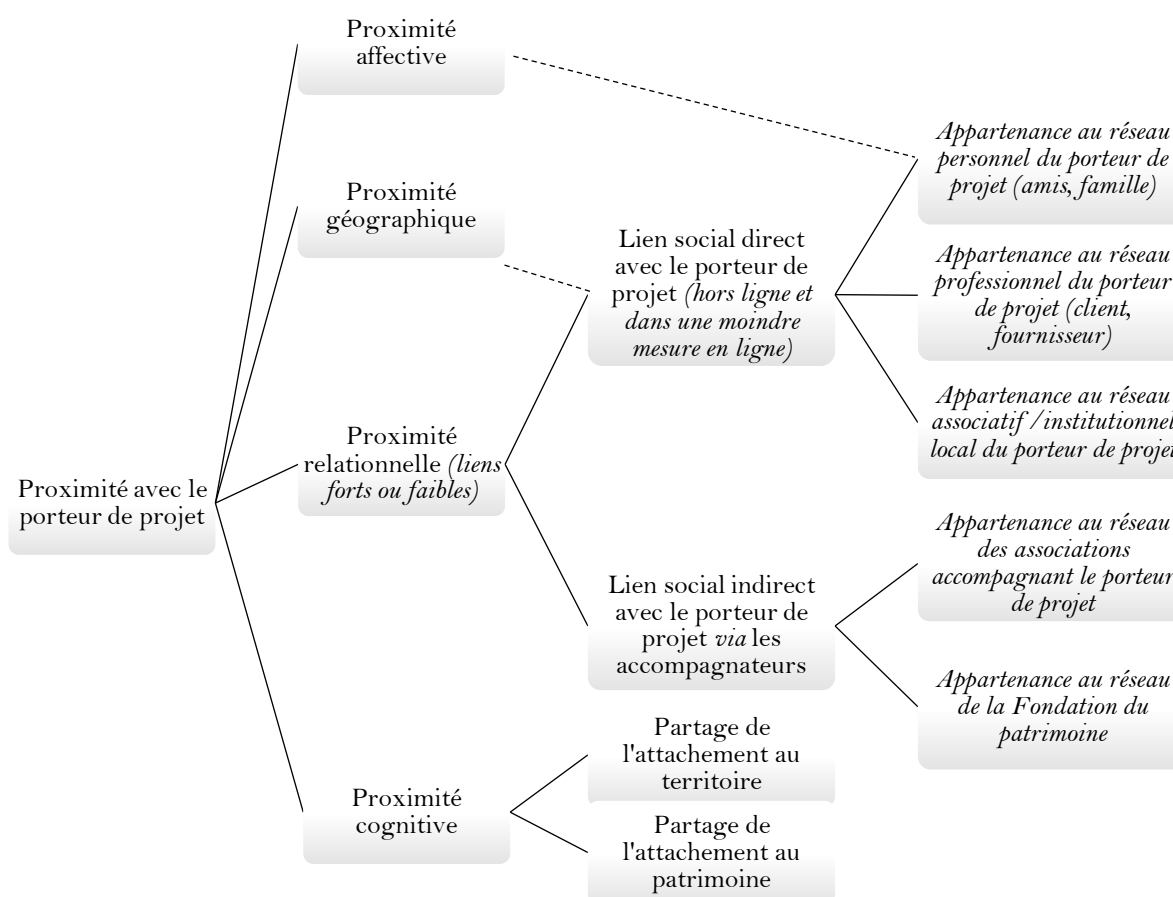 Proximité avec le
porteur de projet
Proximité
affective
Proximité
géographique
Proximité
relationnelle (liens
forts ou faibles)
Proximité
cognitive
Lien social direct
avec le porteur de
projet (hors ligne et
dans une moindre
mesure en ligne)
Lien social indirect
avec le porteur de
projet via les
accompagnateurs
Partage de
l'attachement au
territoire
Partage de
l'attachement au
patrimoine
Appartenance au réseau
personnel du porteur de
projet (amis, famille)
Appartenance au réseau
professionnel du porteur
de projet (client,
fournisseur)
Appartenance au réseau
associatif /institutionnel
local du porteur de projet
Appartenance au réseau
des associations
accompagnant le porteur
de projet
Appartenance au réseau
de la Fondation du
patrimoine